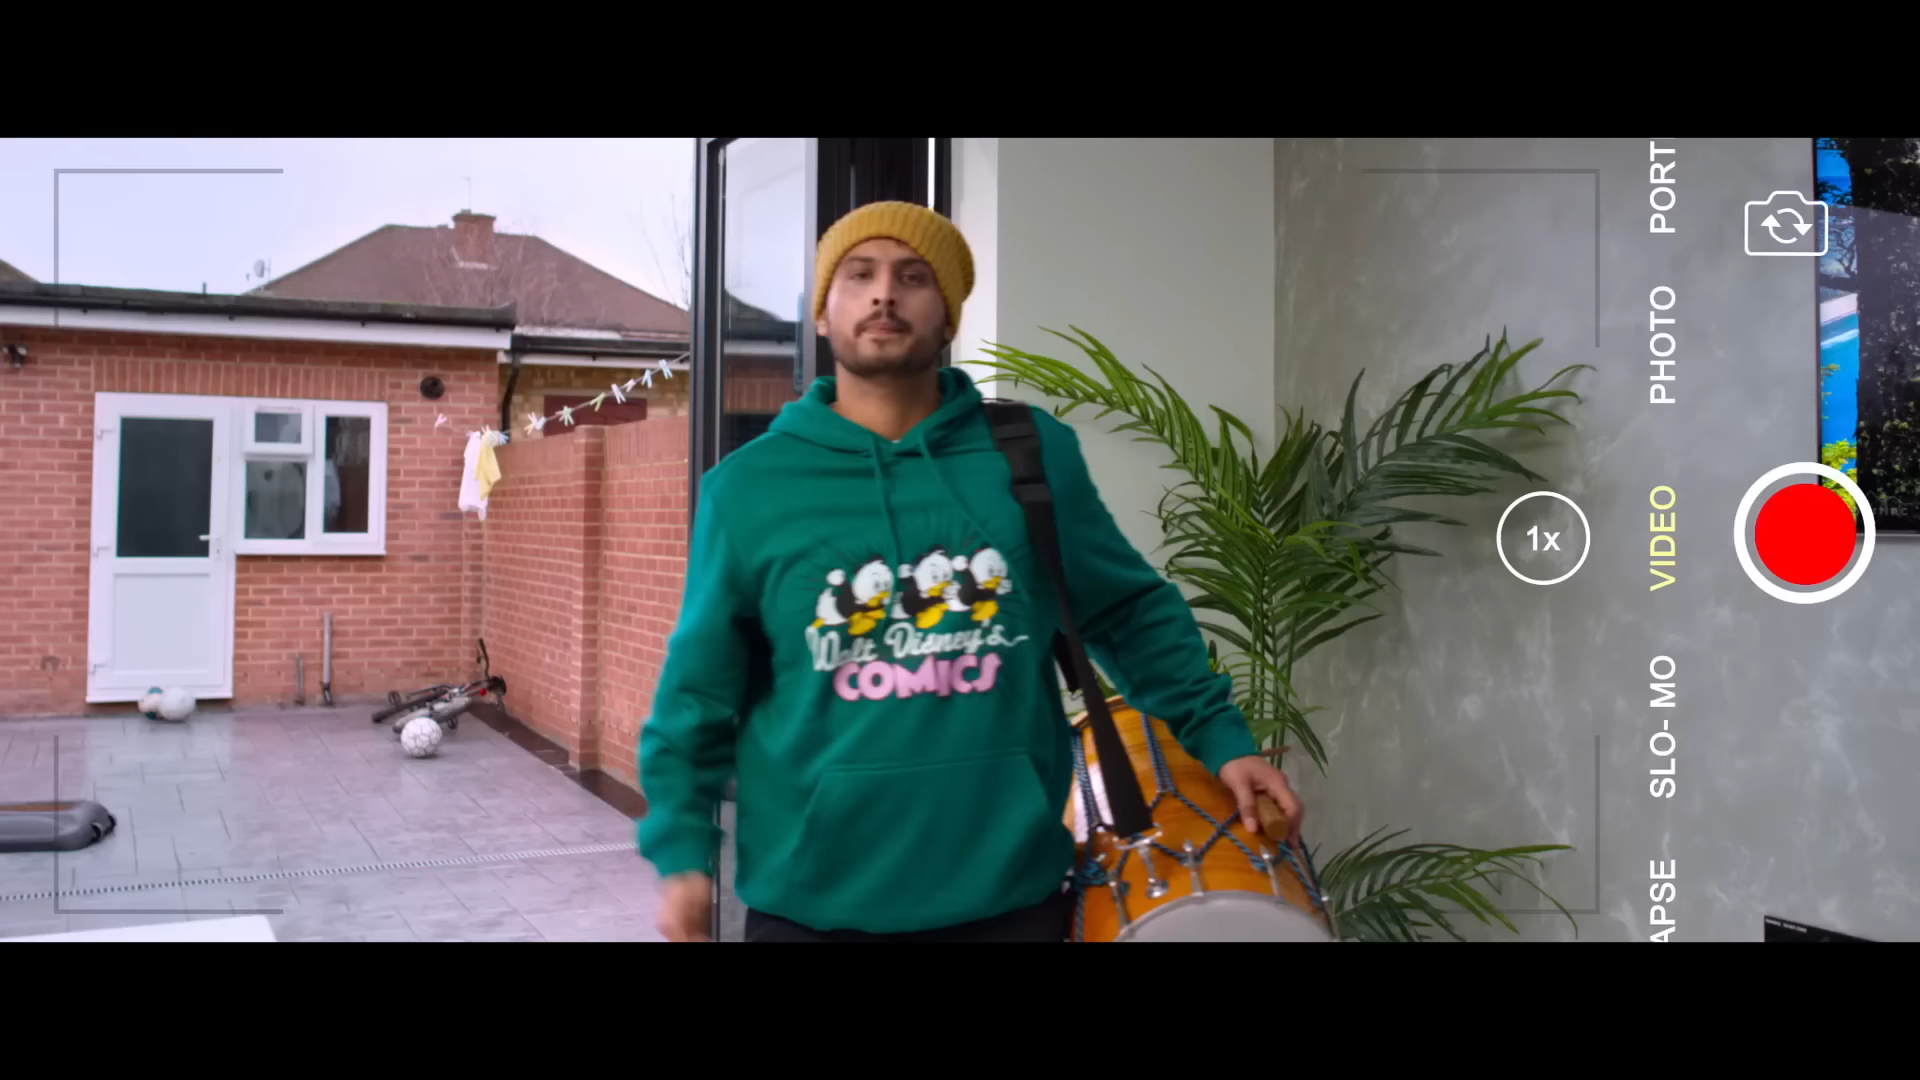 Walt Disney's
COMICS
1x
PORT
PHOTO
VIDEO
SLO-MO
APSE